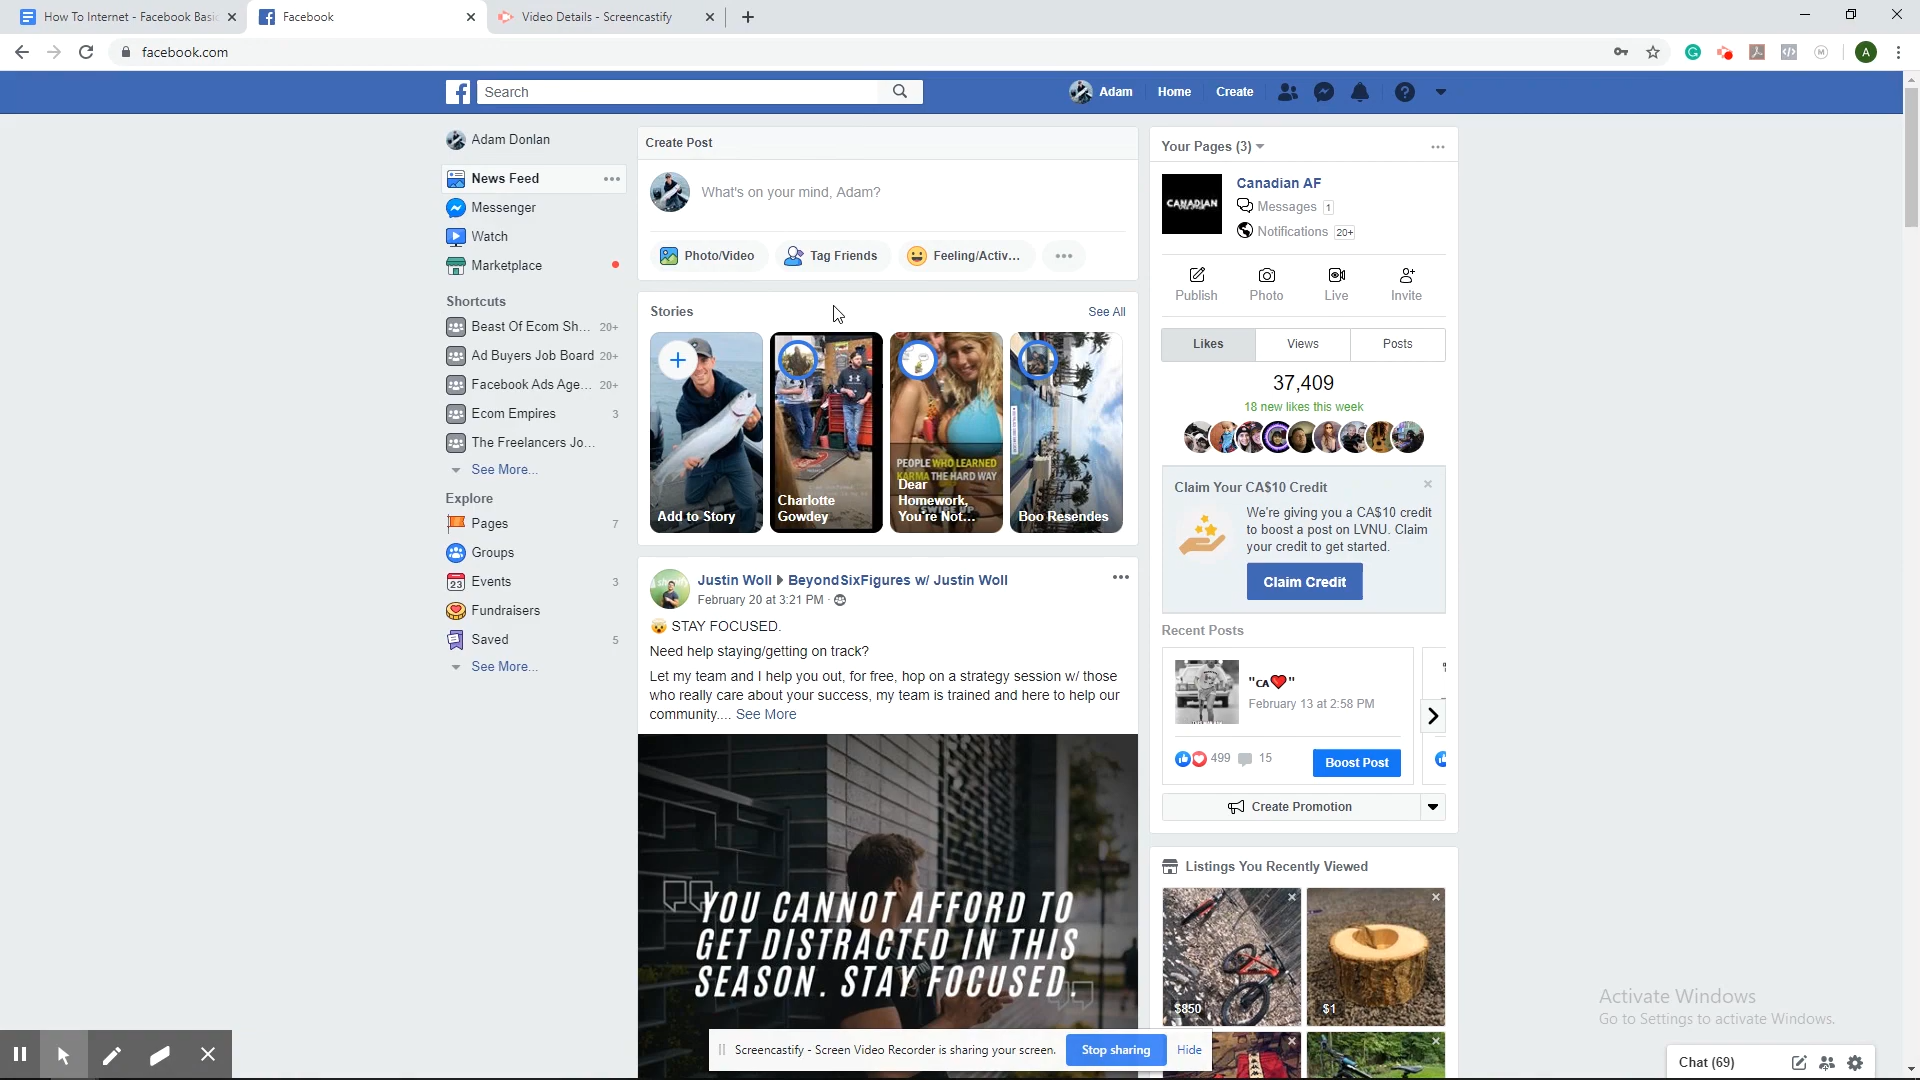 How To Internet - Facebook Basic
Facebook
Video Details - Screencastify
facebook.com
A
Search
Adam
Home
Create
Adam Donlan
News Feed
Messenger
Watch
Marketplace
Shortcuts
Beast Of Ecom Sh... 20+
Ad Buyers Job Board 20+
Facebook Ads Age... 20+
Ecom Empires 3
The Freelancers Jo...
See More...
Explore
Pages 7
Groups
23 Events 3
Fundraisers
Saved 5
See More...
Create Post
What's on your mind, Adam?
Photo/Video
Tag Friends
Feeling/Activ...
Stories
See All
Add to Story
Charlotte
Gowdey
PEOPLE WHO LEARNED
KARMA THE HARD WAY
Dear
Homework,
You're Not...
Boo Resendes
Justin Woll
BeyondSixFigures w/ Justin Woll
February 20 at 3:21 PM ·
🤯 STAY FOCUSED.
Need help staying/getting on track?
Let my team and I help you out, for free, hop on a strategy session w/ those
who really care about your success, my team is trained and here to help our
community.... See More
YOU CANNOT AFFORD TO
GET DISTRACTED IN THIS
SEASON. STAY FOCUSED.
Your Pages (3)
CANADIAN
Canadian AF
Messages 1
Notifications 20+
Publish
Photo
Live
Invite
Likes
Views
Posts
37,409
18 new likes this week
Claim Your CA$10 Credit
We're giving you a CA$10 credit
to boost a post on LVNU. Claim
your credit to get started.
Claim Credit
Recent Posts
"ᴄᴀ❤️"
February 13 at 2:58 PM
499
15
Boost Post
Create Promotion
Listings You Recently Viewed
$850
$1
Activate Windows
Go to Settings to activate Windows.
Screencastify - Screen Video Recorder is sharing your screen.
Stop sharing
Hide
Chat (69)